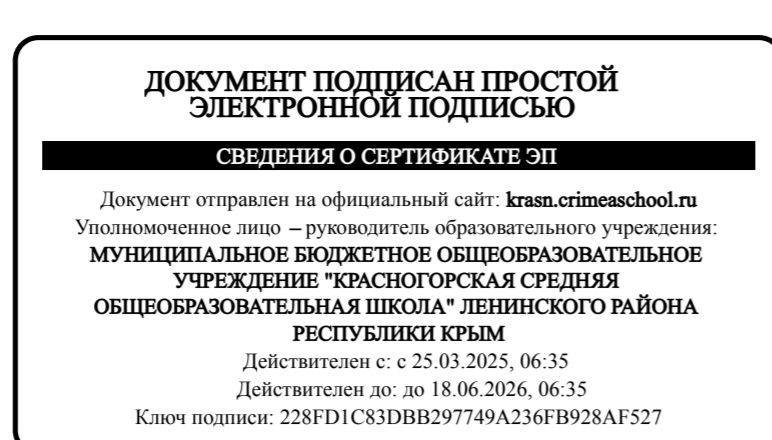 ДОКУМЕНТ ПОДПИСАН ПРОСТОЙ
ЭЛЕКТРОННОЙ ПОДПИСЬЮ
СВЕДЕНИЯ О СЕРТИФИКАТЕ ЭП
Документ отправлен на официальный сайт: krasn.crimeaschool.ru
Уполномоченное лицо – руководитель образовательного учреждения:
МУНИЦИПАЛЬНОЕ БЮДЖЕТНОЕ ОБЩЕОБРАЗОВАТЕЛЬНОЕ
УЧРЕЖДЕНИЕ "КРАСНОГОРСКАЯ СРЕДНЯЯ
ОБЩЕОБРАЗОВАТЕЛЬНАЯ ШКОЛА" ЛЕНИНСКОГО РАЙОНА
РЕСПУБЛИКИ КРЫМ
Действителен с: с 25.03.2025, 06:35
Действителен до: до 18.06.2026, 06:35
Ключ подписи: 228FD1C83DBB297749A236FB928AF527